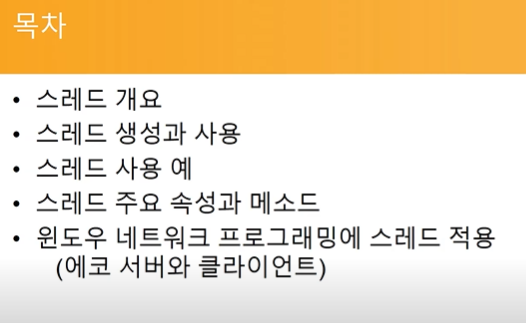 목차
• 스레드 개요
• 스레드 생성과 사용
• 스레드 사용 예
• 스레드 주요 속성과 메소드
• 윈도우 네트워크 프로그래밍에 스레드 적용
(에코 서버와 클라이언트)